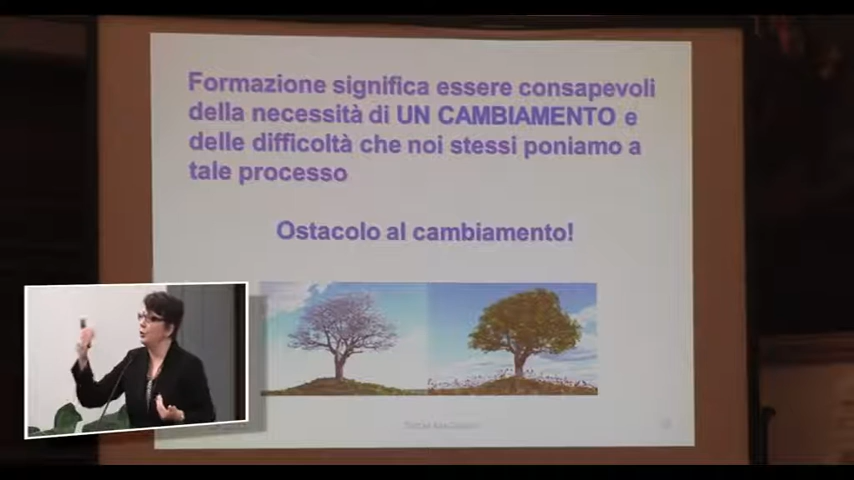 Formazione significa essere consapevoli
della necessità di UN CAMBIAMENTO e
delle difficoltà che noi stessi poniamo a
tale processo
Ostacolo al cambiamento!